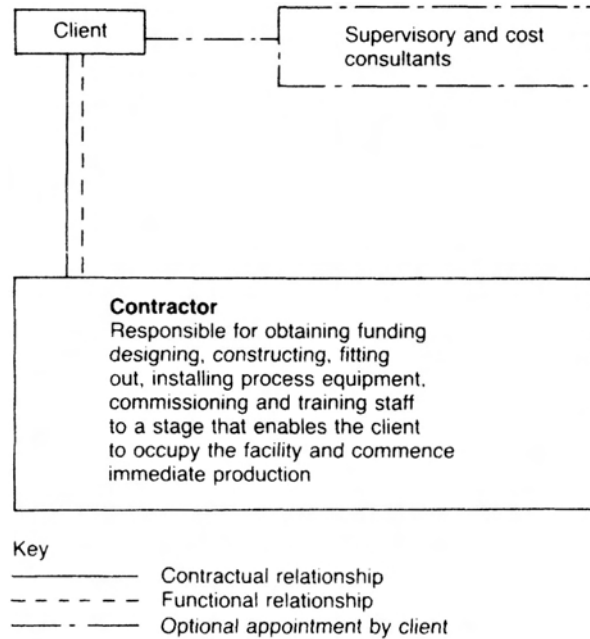 Client
Supervisory and cost
consultants
Contractor
Responsible for obtaining funding
designing, constructing, fitting
out, installing process equipment,
commissioning and training staff
to a stage that enables the client
to occupy the facility and commence
immediate production
Key
Contractual relationship
Functional relationship
Optional appointment by client